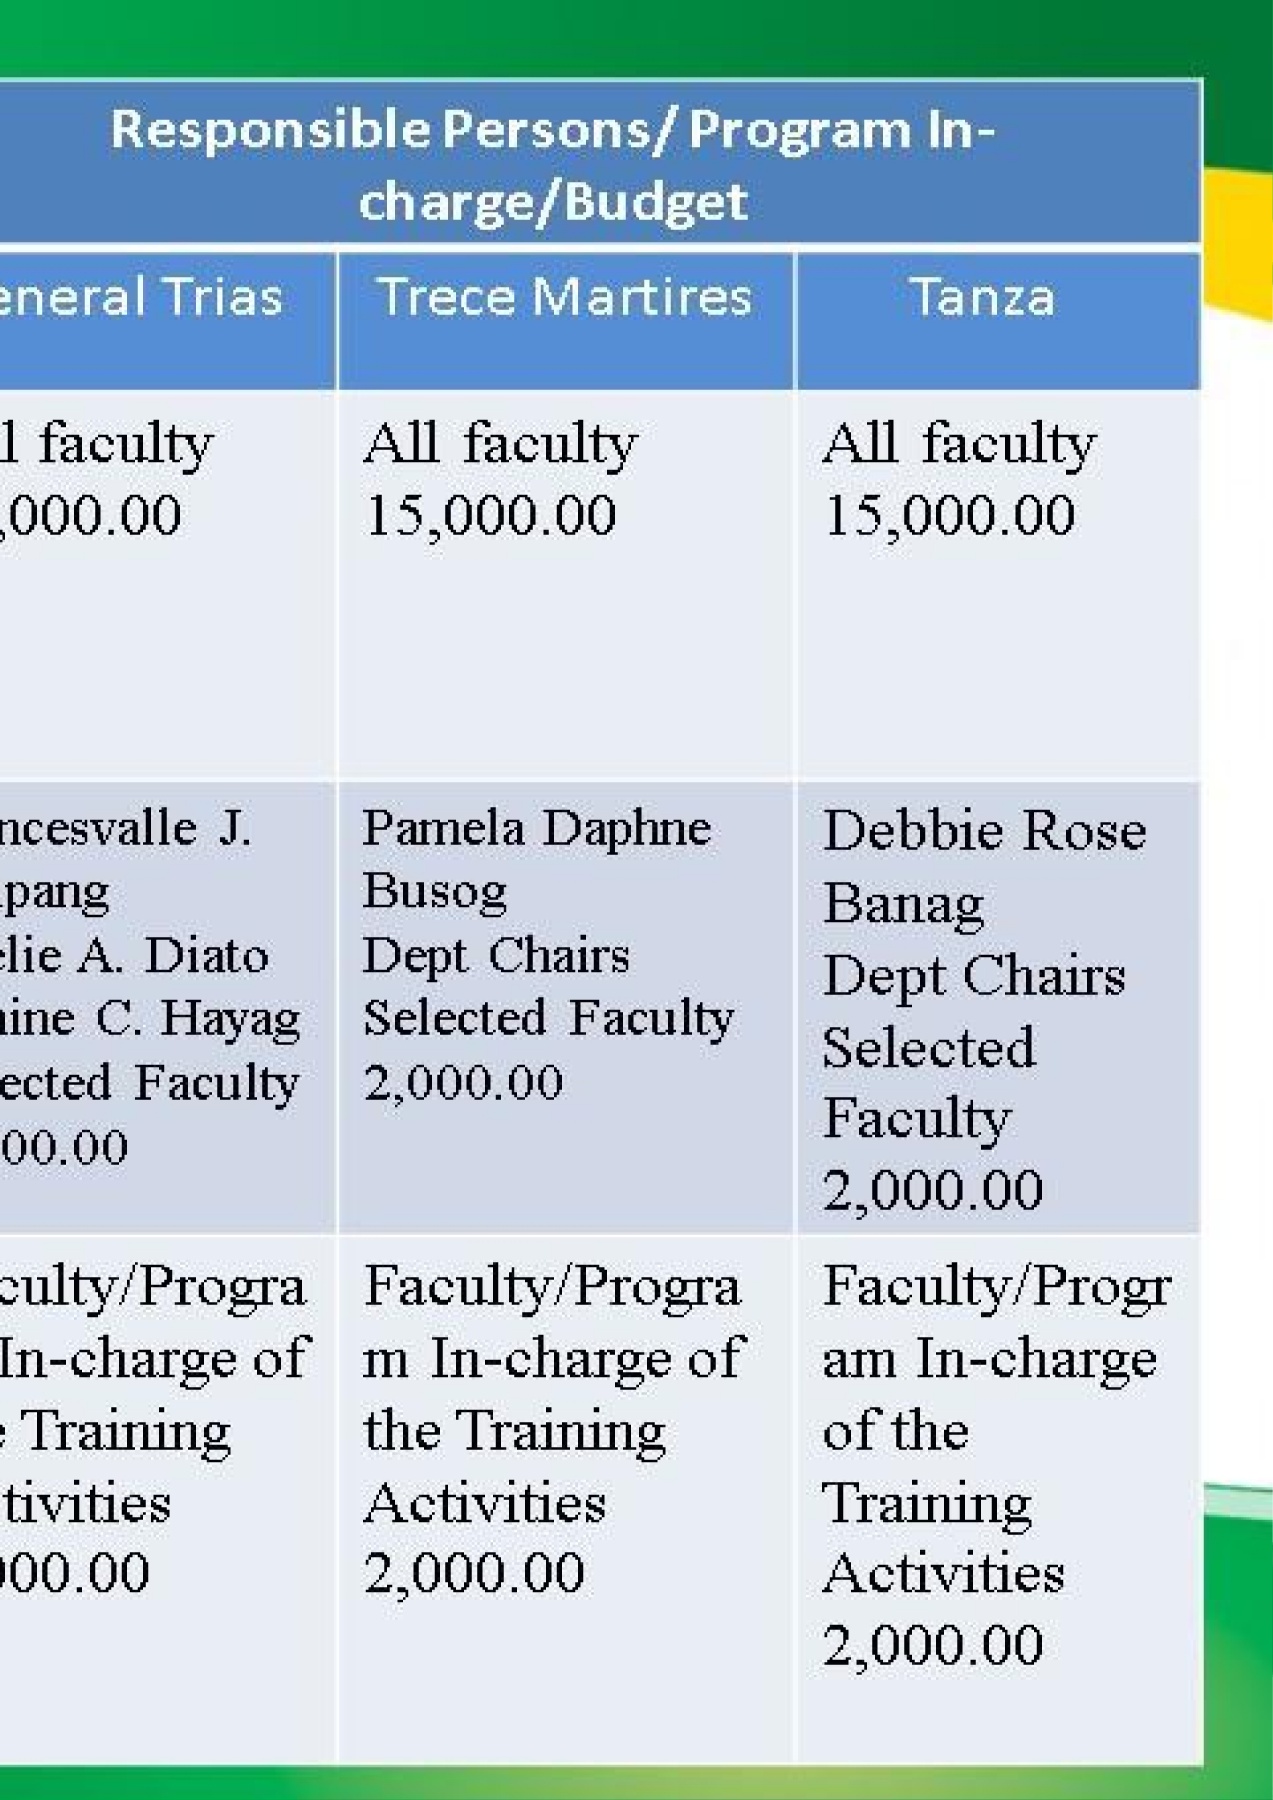 Responsible Persons/ Program In-
charge/Budget
eneral Trias
Trece Martires
Tanza
l faculty
,000.00
All faculty
15,000.00
All faculty
15,000.00
ncesvalle J.
pang
elie A. Diato
ine C. Hayag
ected Faculty
00.00
Pamela Daphne
Busog
Dept Chairs
Selected Faculty
2,000.00
Debbie Rose
Banag
Dept Chairs
Selected
Faculty
2,000.00
culty/Progra
In-charge of
e Training
tivities
000.00
Faculty/Progra
m In-charge of
the Training
Activities
2,000.00
Faculty/Progr
am In-charge
of the
Training
Activities
2,000.00